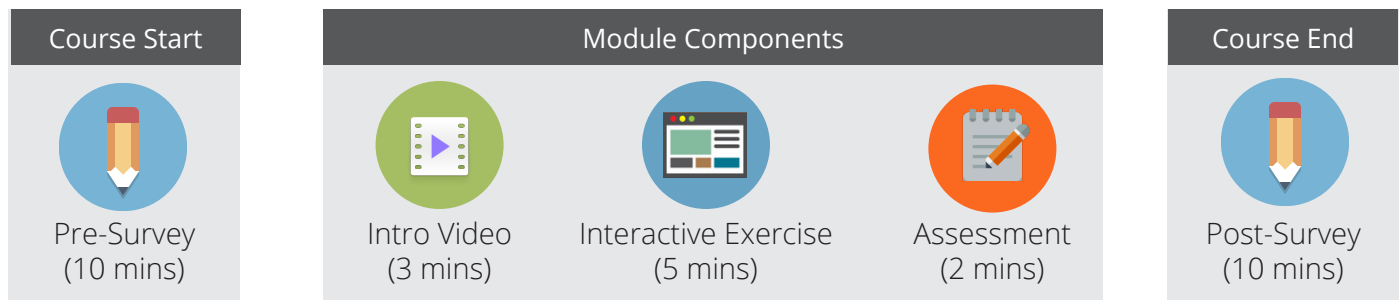 Course Start
Pre-Survey
(10 mins)
Module Components
Intro Video
(3 mins)
Interactive Exercise
(5 mins)
Assessment
(2 mins)
Course End
Post-Survey
(10 mins)